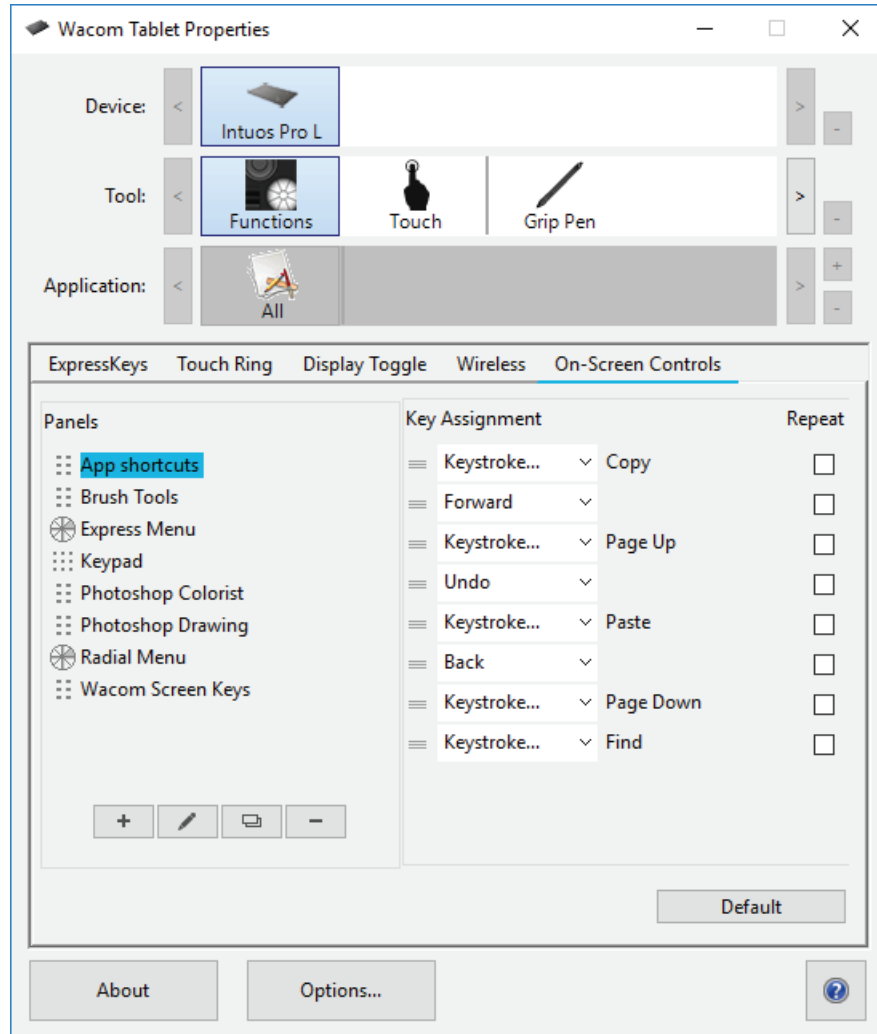 Wacom Tablet Properties
Device:
<
Intuos Pro L
>
-
Tool:
<
Functions
Touch
Grip Pen
>
-
Application:
<
All
>
+
-
ExpressKeys Touch Ring Display Toggle Wireless On-Screen Controls
Panels
App shortcuts
Brush Tools
Express Menu
Keypad
Photoshop Colorist
Photoshop Drawing
Radial Menu
Wacom Screen Keys
+ -
Key Assignment Repeat
Keystroke... Copy
Forward
Keystroke... Page Up
Undo
Keystroke... Paste
Back
Keystroke... Page Down
Keystroke... Find
Default
About Options... ?